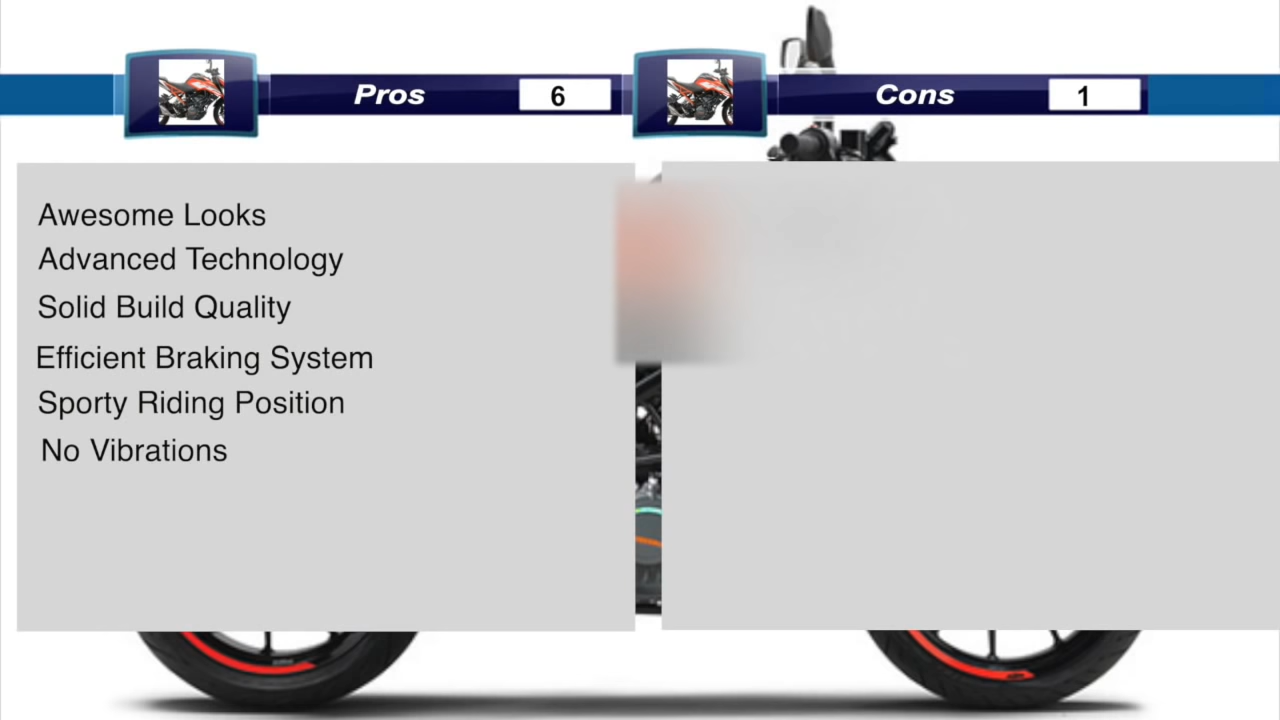 Pros 6
Cons 1
Awesome Looks
Advanced Technology
Solid Build Quality
Efficient Braking System
Sporty Riding Position
No Vibrations